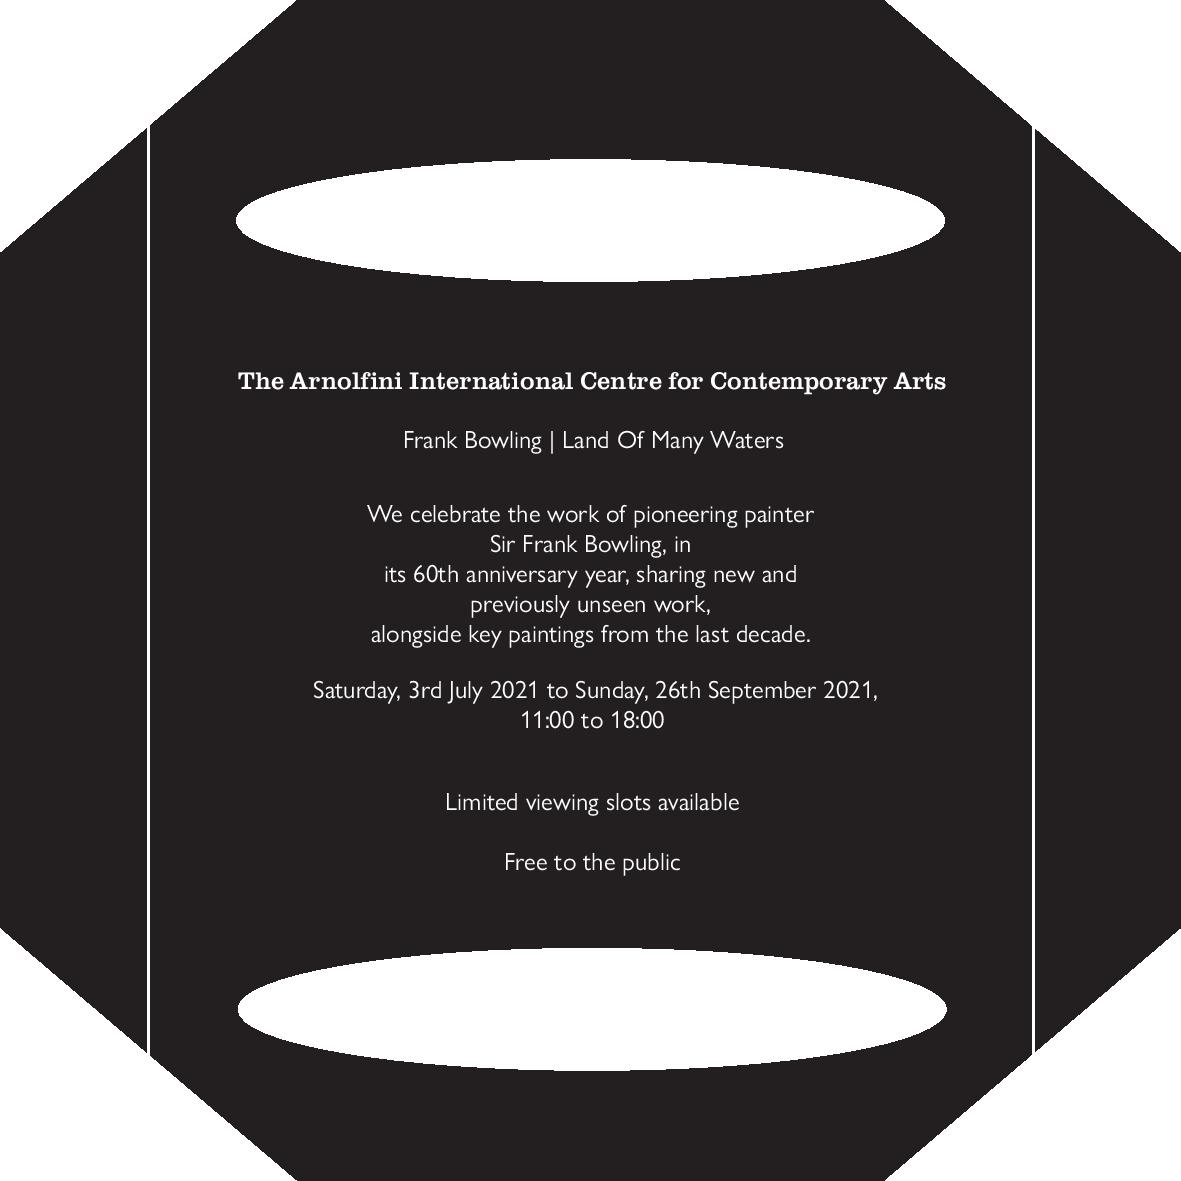 The Arnolfini International Centre for Contemporary Arts
Frank Bowling | Land Of Many Waters
We celebrate the work of pioneering painter
Sir Frank Bowling, in
its 60th anniversary year, sharing new and
previously unseen work,
alongside key paintings from the last decade.
Saturday, 3rd July 2021 to Sunday, 26th September 2021,
11:00 to 18:00
Limited viewing slots available
Free to the public